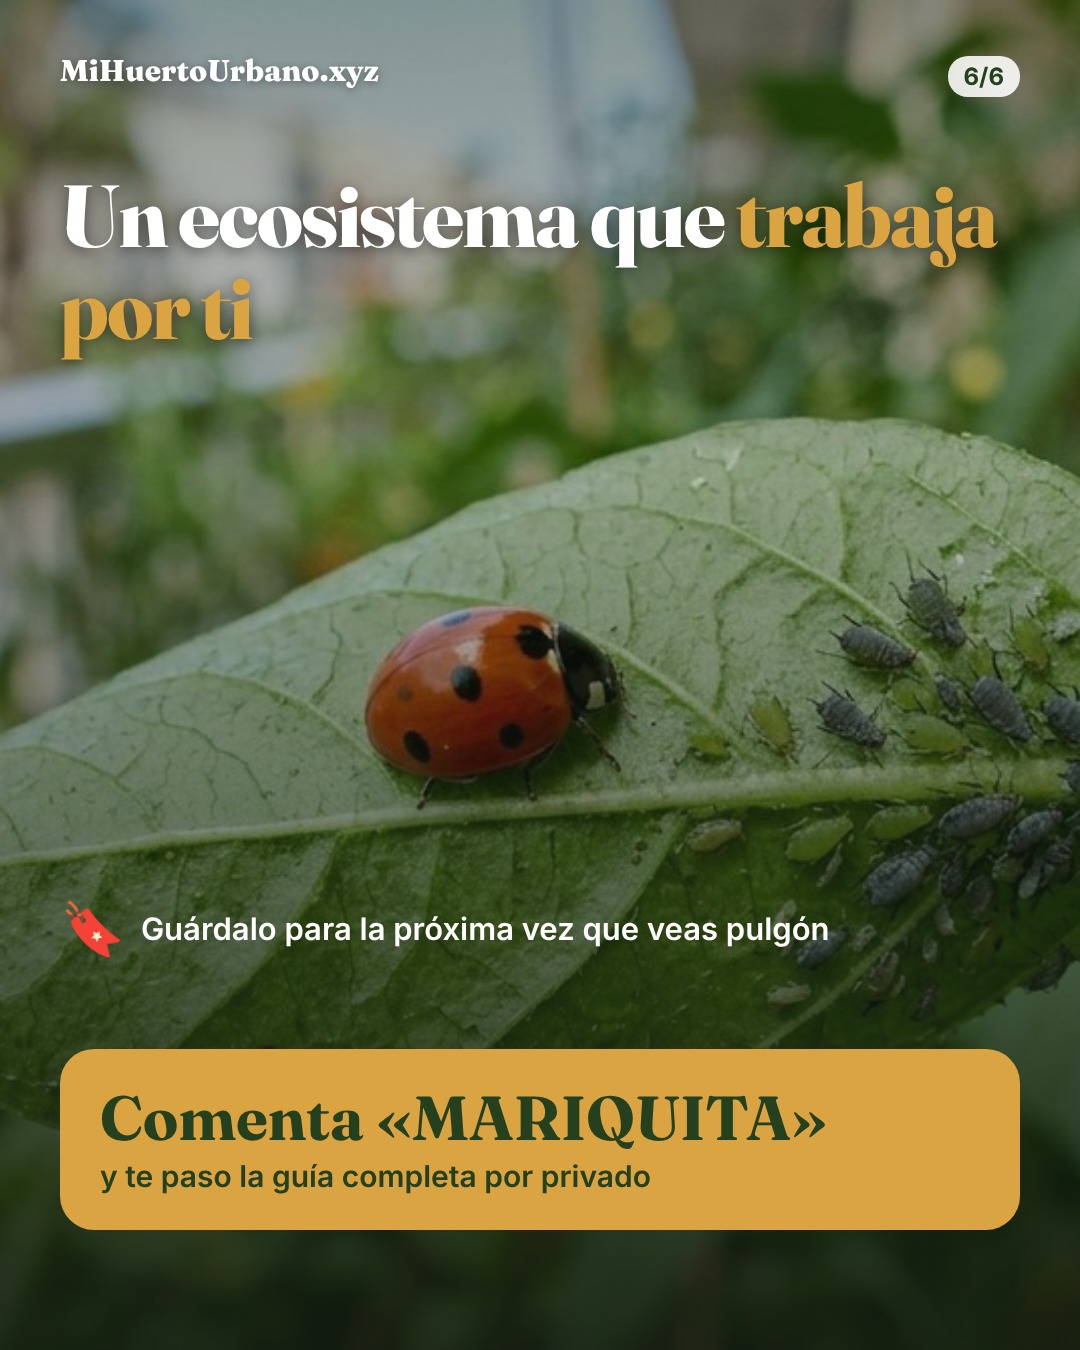 MiHuertoUrbano.xyz
6/6
Un ecosistema que trabaja
por ti
Guárdalo para la próxima vez que veas pulgón
Comenta «MARIQUITA»
y te paso la guía completa por privado